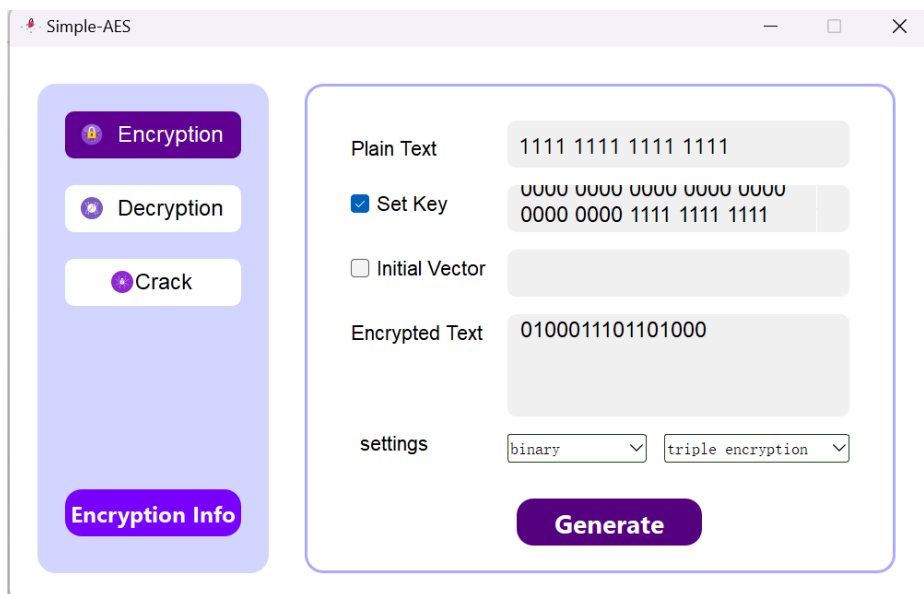 Simple-AES
Encryption
Decryption
Crack
Encryption Info
Plain Text
1111 1111 1111 1111
Set Key
0000 0000 0000 0000 0000
0000 0000 1111 1111 1111
Initial Vector
Encrypted Text
0100011101101000
settings
binary
triple encryption
Generate